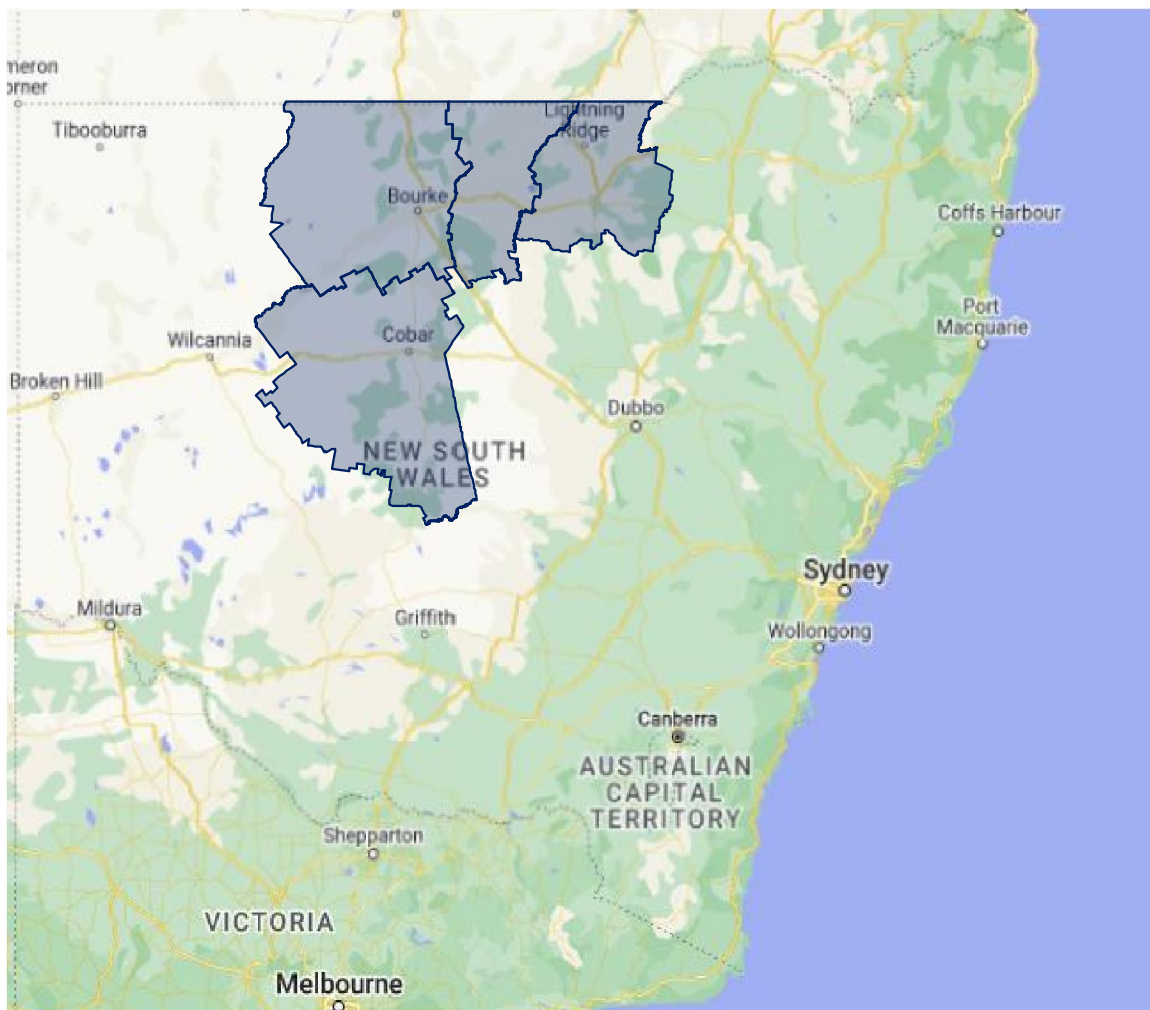 meron
orner
Tibooburra
Lightning
Ridge
Bourke
Coffs Harbour
Port
Macquarie
Wilcannia
Cobar
Broken Hill
Dubbo
NEW SOUTH
WALES
Sydney
Mildura
Griffith
Wollongong
Canberra
AUSTRALIAN
CAPITAL
TERRITORY
Shepparton
VICTORIA
Melbourne